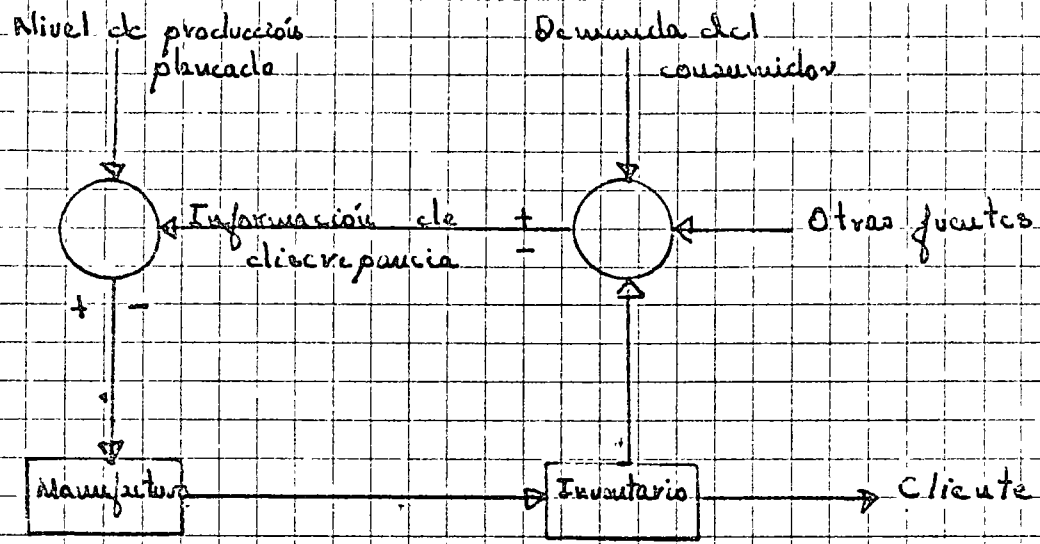 Nivel de producción
planeada
Demanda del
consumidor
Información de
discrepancia
+
-
Otras fuentes
+ -
Manufactura
Inventario
Cliente